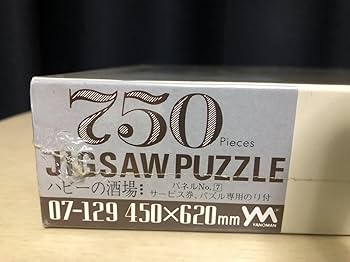 750
Pieces
JIGSAW PUZZLE
ハピーの酒場:
パネルNo.⑦
サービス券、パズル専用のり付
07-129 450×620mm
YANOMAN